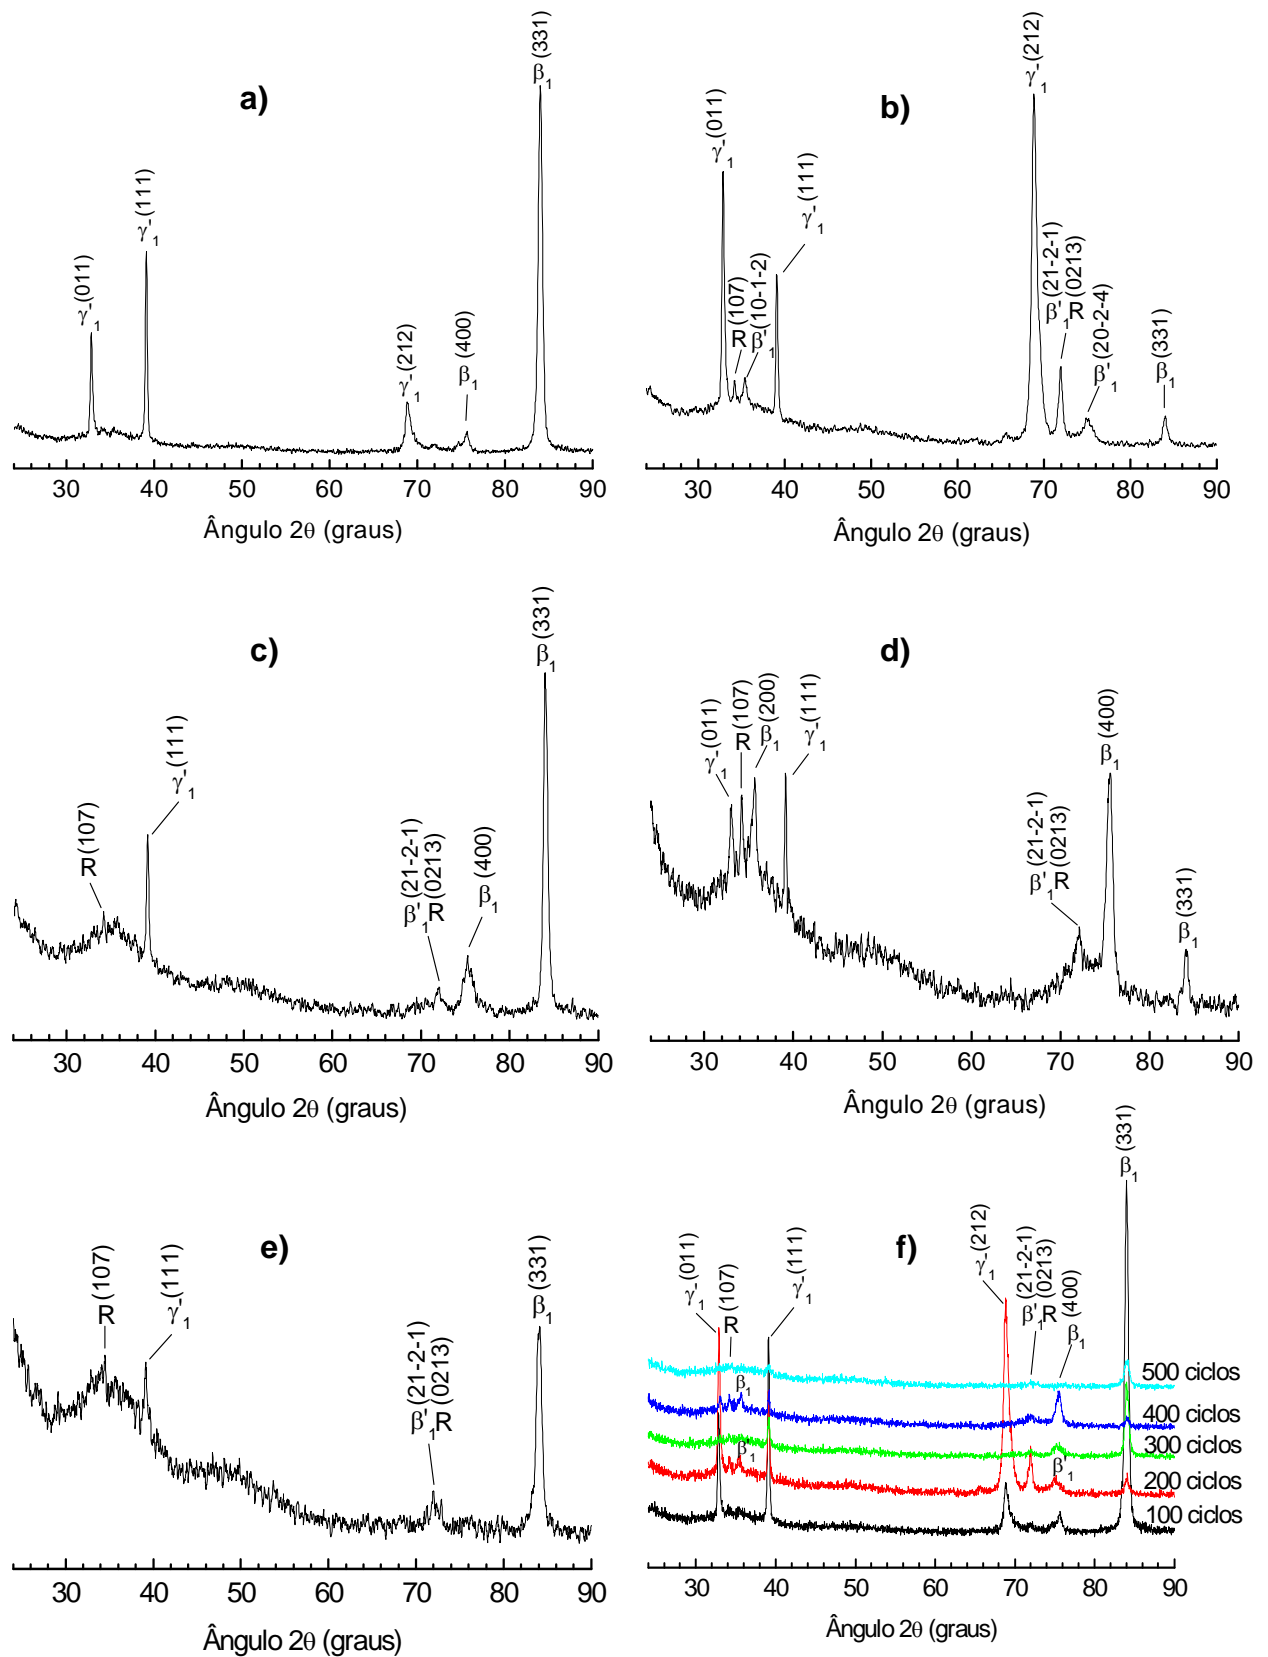 a)
γ'₁(011)
γ'₁(111)
γ'₁(212)
β₁(400)
β₁(331)
30 40 50 60 70 80 90
Ângulo 2θ (graus)
b)
γ'₁(011)
R(107)
β'₁(10-1-2)
γ'₁(111)
γ'₁(212)
β'₁(21-2-1)
R(0213)
β'₁(20-2-4)
β₁(331)
30 40 50 60 70 80 90
Ângulo 2θ (graus)
c)
R(107)
γ'₁(111)
β'₁(21-2-1)
R(0213)
β₁(400)
β₁(331)
30 40 50 60 70 80 90
Ângulo 2θ (graus)
d)
γ'₁(011)
R(107)
β₁(200)
γ'₁(111)
β'₁(21-2-1)
R(0213)
β₁(400)
β₁(331)
30 40 50 60 70 80 90
Ângulo 2θ (graus)
e)
R(107)
γ'₁(111)
β'₁(21-2-1)
R(0213)
β₁(331)
30 40 50 60 70 80 90
Ângulo 2θ (graus)
f)
γ'₁(011)
R(107)
γ'₁(111)
γ'₁(212)
β'₁(21-2-1)
R(0213)
β₁(400)
β₁(331)
500 ciclos
β₁
400 ciclos
300 ciclos
β'₁
β'₁
200 ciclos
100 ciclos
30 40 50 60 70 80 90
Ângulo 2θ (graus)